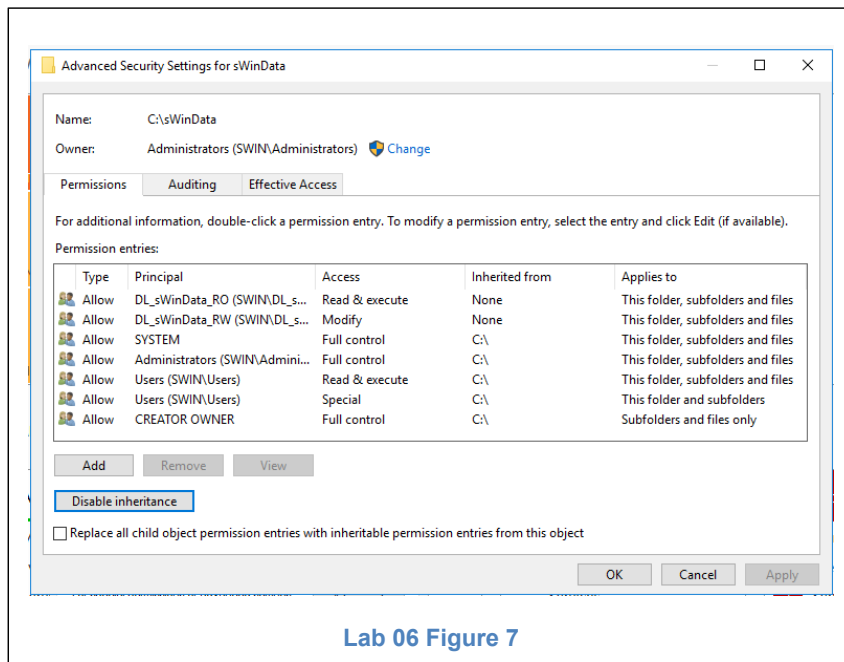 Advanced Security Settings for sWinData
Name: C:\sWinData
Owner: Administrators (SWIN\Administrators) Change
Permissions Auditing Effective Access
For additional information, double-click a permission entry. To modify a permission entry, select the entry and click Edit (if available).
Permission entries:
Type Principal Access Inherited from Applies to
Allow DL_sWinData_RO (SWIN\DL_s... Read & execute None This folder, subfolders and files
Allow DL_sWinData_RW (SWIN\DL_s... Modify None This folder, subfolders and files
Allow SYSTEM Full control C:\ This folder, subfolders and files
Allow Administrators (SWIN\Admini... Full control C:\ This folder, subfolders and files
Allow Users (SWIN\Users) Read & execute C:\ This folder, subfolders and files
Allow Users (SWIN\Users) Special C:\ This folder and subfolders
Allow CREATOR OWNER Full control C:\ Subfolders and files only
Add Remove View
Disable inheritance
Replace all child object permission entries with inheritable permission entries from this object
OK Cancel Apply
Lab 06 Figure 7